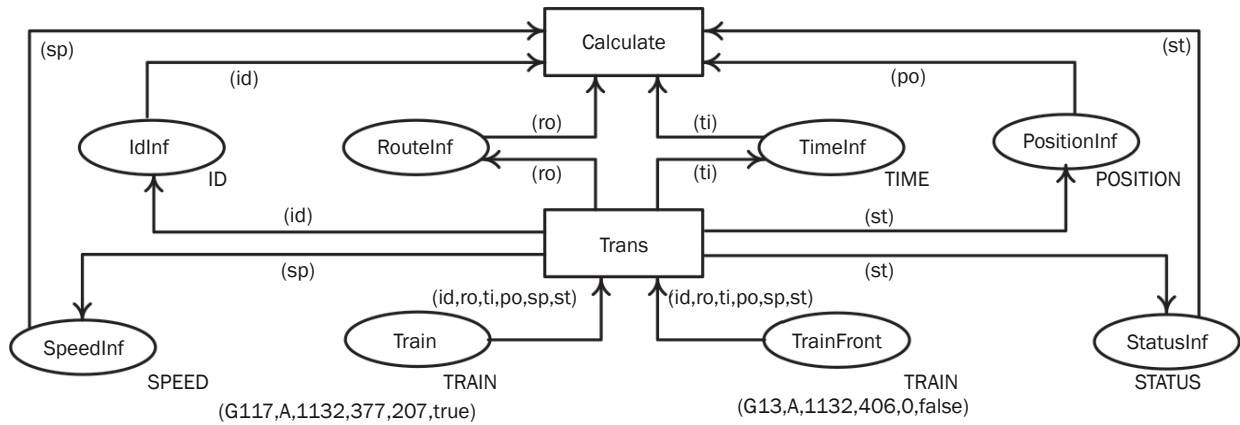 Calculate
(sp)
(st)
(id)
(po)
(ro)
(ti)
IdInf
RouteInf
TimeInf
PositionInf
ID
(ro)
(ti)
TIME
POSITION
(id)
(st)
Trans
(sp)
(st)
(id,ro,ti,po,sp,st)
(id,ro,ti,po,sp,st)
SpeedInf
Train
TrainFront
StatusInf
SPEED
TRAIN
TRAIN
STATUS
(G117,A,1132,377,207,true)
(G13,A,1132,406,0,false)